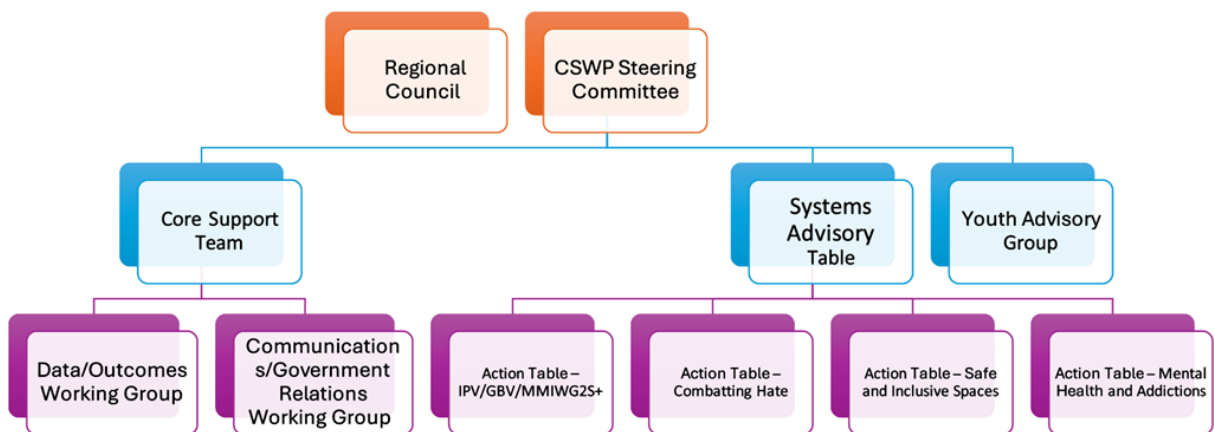 Regional
Council
CSWP Steering
Committee
Core Support
Team
Systems
Advisory
Table
Youth Advisory
Group
Data/Outcomes
Working Group
Communication
s/Government
Relations
Working Group
Action Table –
IPV/GBV/MMIWG2S+
Action Table –
Combatting Hate
Action Table – Safe
and Inclusive Spaces
Action Table – Mental
Health and Addictions